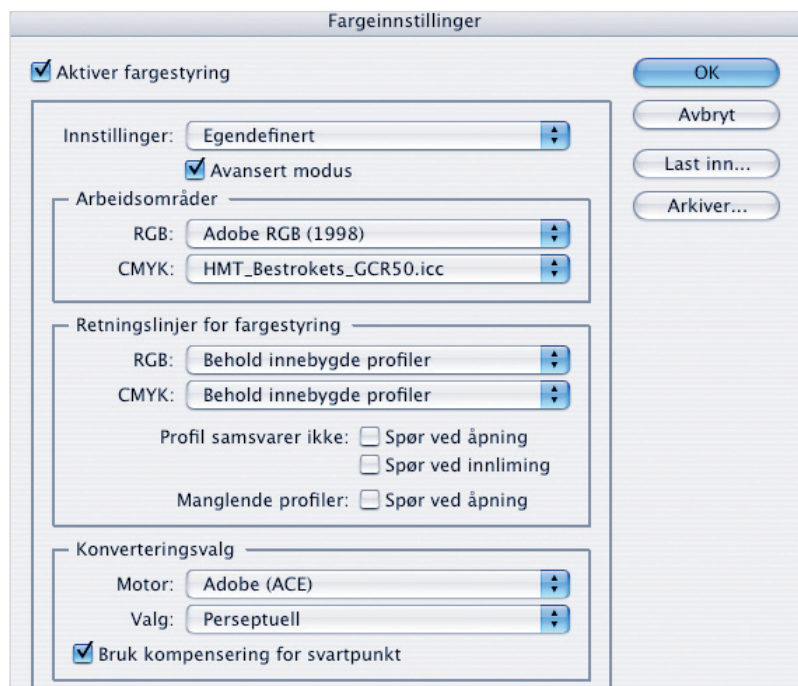 Fargeinnstillinger
Aktiver fargestyring
OK
Avbryt
Last inn...
Arkiver...
Innstillinger: Egendefinert
Avansert modus
Arbeidsområder
RGB: Adobe RGB (1998)
CMYK: HMT_Bestrokets_GCR50.icc
Retningslinjer for fargestyring
RGB: Behold innebygde profiler
CMYK: Behold innebygde profiler
Profil samsvarer ikke: Spør ved åpning
Spør ved innliming
Manglende profiler: Spør ved åpning
Konverteringsvalg
Motor: Adobe (ACE)
Valg: Perseptuell
Bruk kompensering for svartpunkt